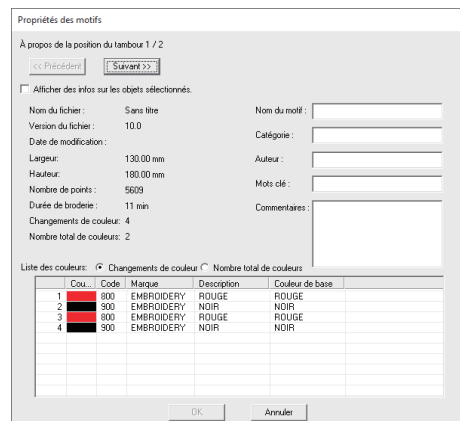 Propriétés des motifs
À propos de la position du tambour 1 / 2
<< Précédent Suivant >>
Afficher des infos sur les objets sélectionnés.
Nom du fichier : Sans titre Nom du motif :
Version du fichier : 10.0 Catégorie :
Date de modification :
Largeur: 130.00 mm Auteur :
Hauteur: 180.00 mm Mots clé :
Nombre de points : 5609
Durée de broderie : 11 min Commentaires :
Changements de couleur: 4
Nombre total de couleurs: 2
Liste des couleurs: Changements de couleur Nombre total de couleurs
Cou... Code Marque Description Couleur de base
1 800 EMBROIDERY ROUGE ROUGE
2 900 EMBROIDERY NOIR NOIR
3 800 EMBROIDERY ROUGE ROUGE
4 900 EMBROIDERY NOIR NOIR
OK Annuler